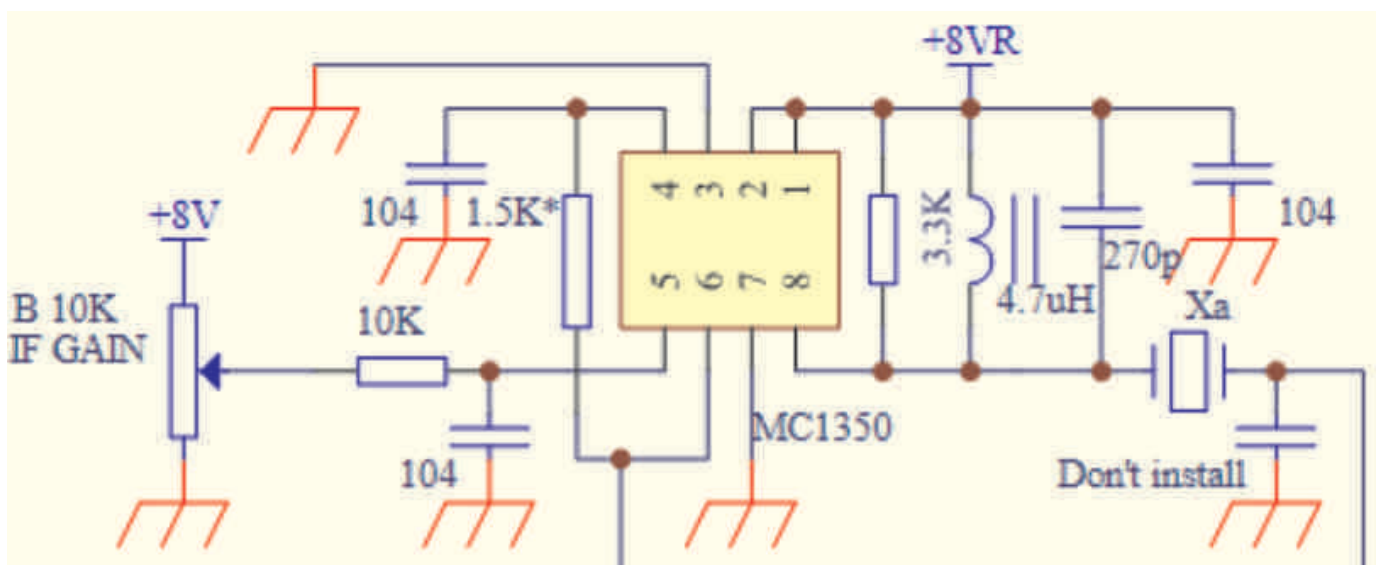 +8VR
4 3 2 1
104
1.5K*
3.3K
104
+8V
5 6 7 8
270p
4.7uH
Xa
B 10K
IF GAIN
10K
MC1350
104
Don't install